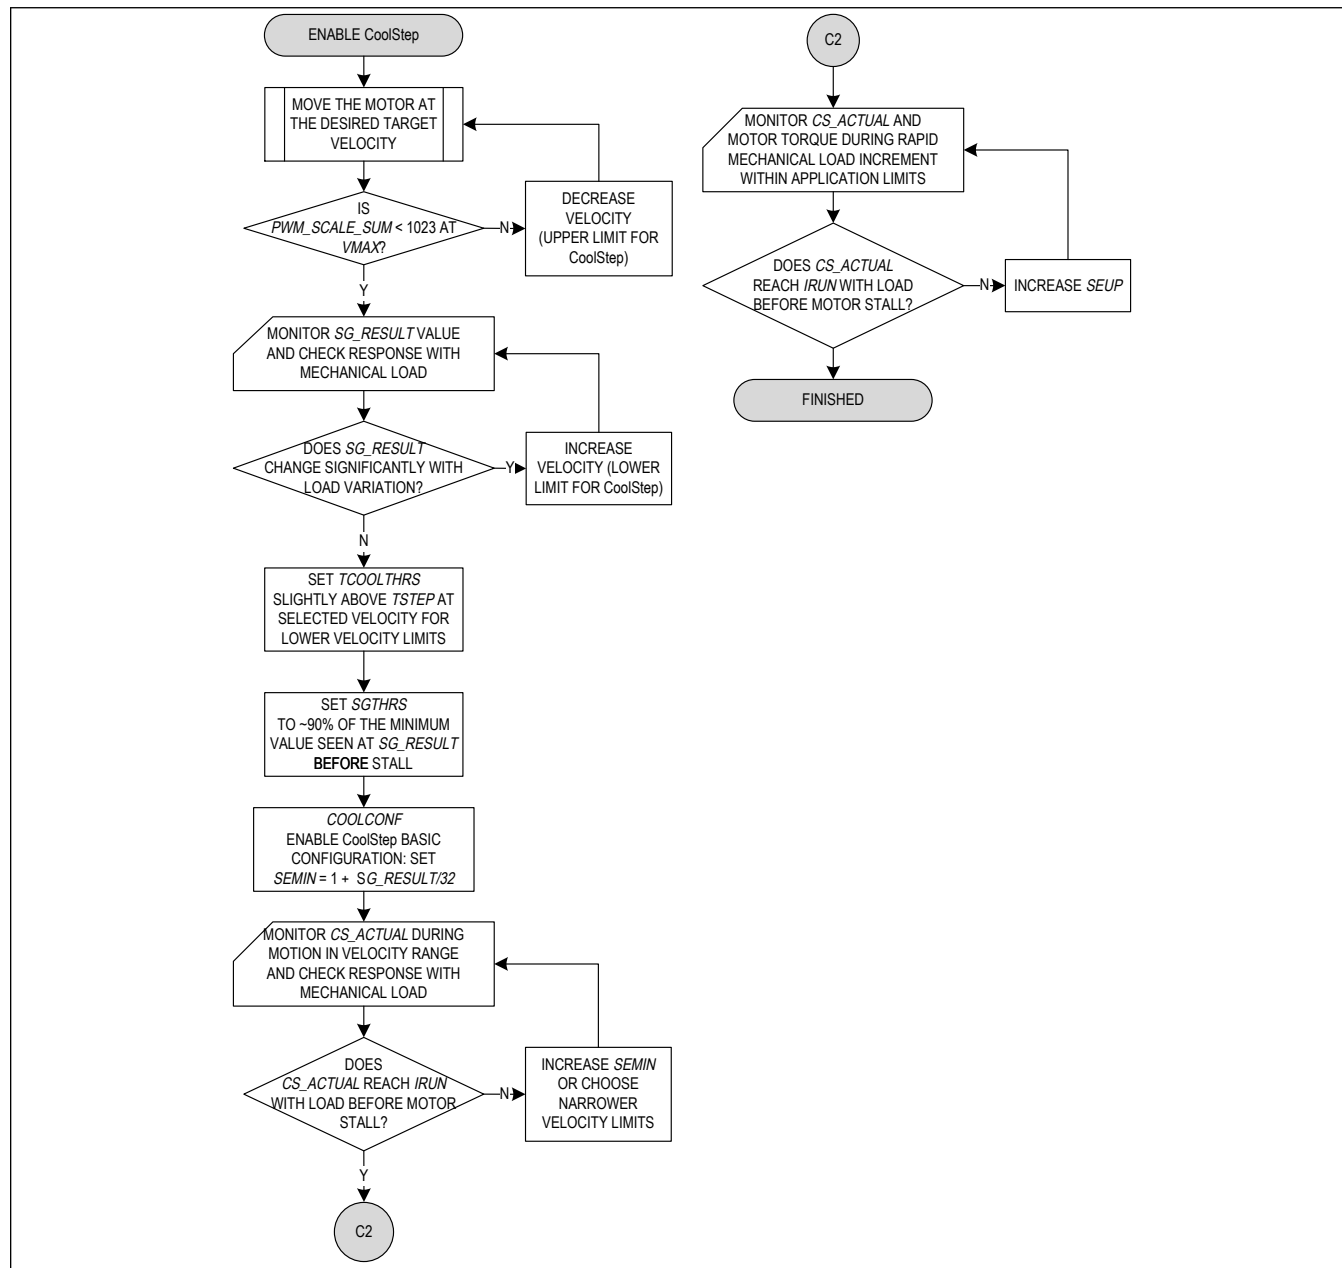 ENABLE CoolStep
MOVE THE MOTOR AT
THE DESIRED TARGET
VELOCITY
IS
PWM_SCALE_SUM < 1023 AT
VMAX?
N
DECREASE
VELOCITY
(UPPER LIMIT FOR
CoolStep)
Y
MONITOR SG_RESULT VALUE
AND CHECK RESPONSE WITH
MECHANICAL LOAD
DOES SG_RESULT
CHANGE SIGNIFICANTLY WITH
LOAD VARIATION?
Y
INCREASE
VELOCITY (LOWER
LIMIT FOR CoolStep)
N
SET TCOOLTHRS
SLIGHTLY ABOVE TSTEP AT
SELECTED VELOCITY FOR
LOWER VELOCITY LIMITS
SET SGTHRS
TO ~90% OF THE MINIMUM
VALUE SEEN AT SG_RESULT
BEFORE STALL
COOLCONF
ENABLE CoolStep BASIC
CONFIGURATION: SET
SEMIN = 1 + SG_RESULT/32
MONITOR CS_ACTUAL DURING
MOTION IN VELOCITY RANGE
AND CHECK RESPONSE WITH
MECHANICAL LOAD
DOES
CS_ACTUAL REACH IRUN
WITH LOAD BEFORE MOTOR
STALL?
N
INCREASE SEMIN
OR CHOOSE
NARROWER
VELOCITY LIMITS
Y
C2
C2
MONITOR CS_ACTUAL AND
MOTOR TORQUE DURING RAPID
MECHANICAL LOAD INCREMENT
WITHIN APPLICATION LIMITS
DOES CS_ACTUAL
REACH IRUN WITH LOAD
BEFORE MOTOR STALL?
N
INCREASE SEUP
FINISHED